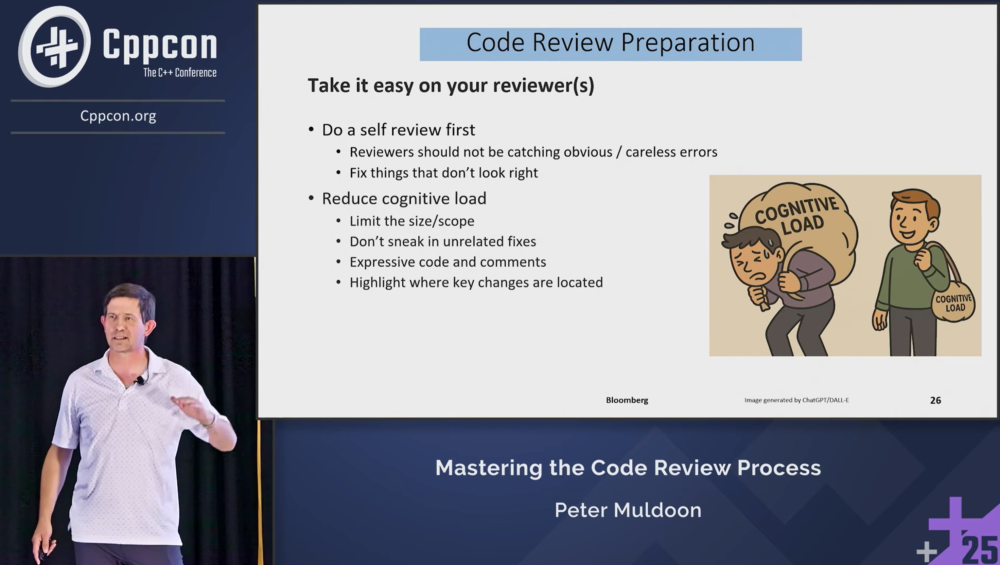 Cppcon
The C++ Conference
Cppcon.org
Code Review Preparation
Take it easy on your reviewer(s)
• Do a self review first
• Reviewers should not be catching obvious / careless errors
• Fix things that don’t look right
• Reduce cognitive load
• Limit the size/scope
• Don’t sneak in unrelated fixes
• Expressive code and comments
• Highlight where key changes are located
COGNITIVE
LOAD
COGNITIVE
LOAD
Bloomberg
Image generated by ChatGPT/DALL-E
26
Mastering the Code Review Process
Peter Muldoon
25